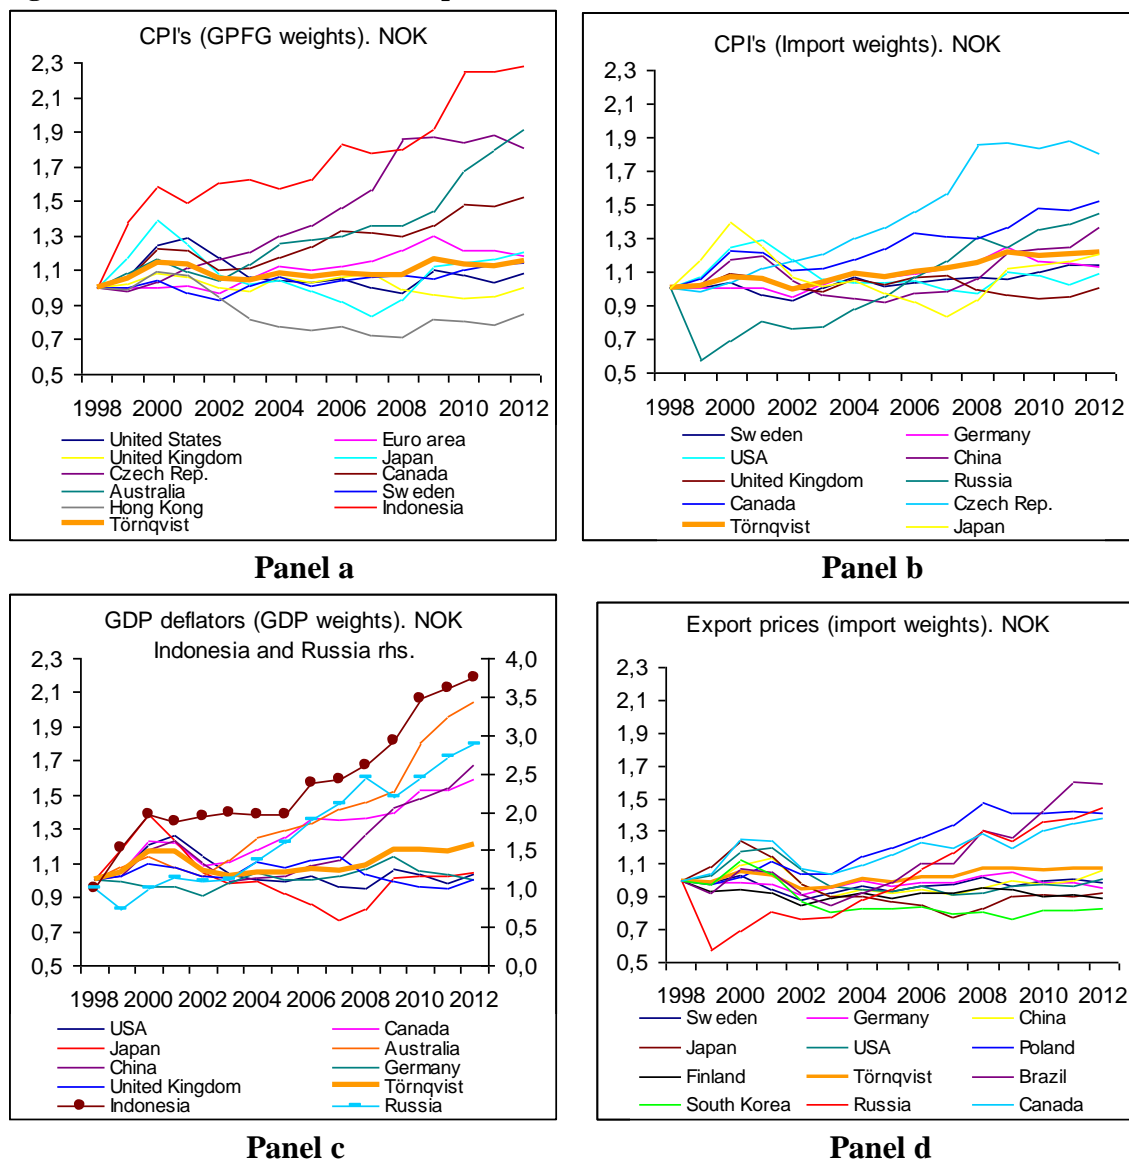 CPI's (GPFG weights). NOK
2,3
2,1
1,9
1,7
1,5
1,3
1,1
0,9
0,7
0,5
1998 2000 2002 2004 2006 2008 2010 2012
United States Euro area
United Kingdom Japan
Czech Rep. Canada
Australia Sweden
Hong Kong Indonesia
Törnqvist
Panel a
CPI's (Import weights). NOK
2,3
2,1
1,9
1,7
1,5
1,3
1,1
0,9
0,7
0,5
1998 2000 2002 2004 2006 2008 2010 2012
Sweden Germany
USA China
United Kingdom Russia
Canada Czech Rep.
Törnqvist Japan
Panel b
GDP deflators (GDP weights). NOK
Indonesia and Russia rhs.
2,3
2,1
1,9
1,7
1,5
1,3
1,1
0,9
0,7
0,5
4,0
3,5
3,0
2,5
2,0
1,5
1,0
0,5
0,0
1998 2000 2002 2004 2006 2008 2010 2012
USA Canada
Japan Australia
China Germany
United Kingdom Törnqvist
Indonesia Russia
Panel c
Export prices (import weights). NOK
2,3
2,1
1,9
1,7
1,5
1,3
1,1
0,9
0,7
0,5
1998 2000 2002 2004 2006 2008 2010 2012
Sweden Germany China
Japan USA Poland
Finland Törnqvist Brazil
South Korea Russia Canada
Panel d